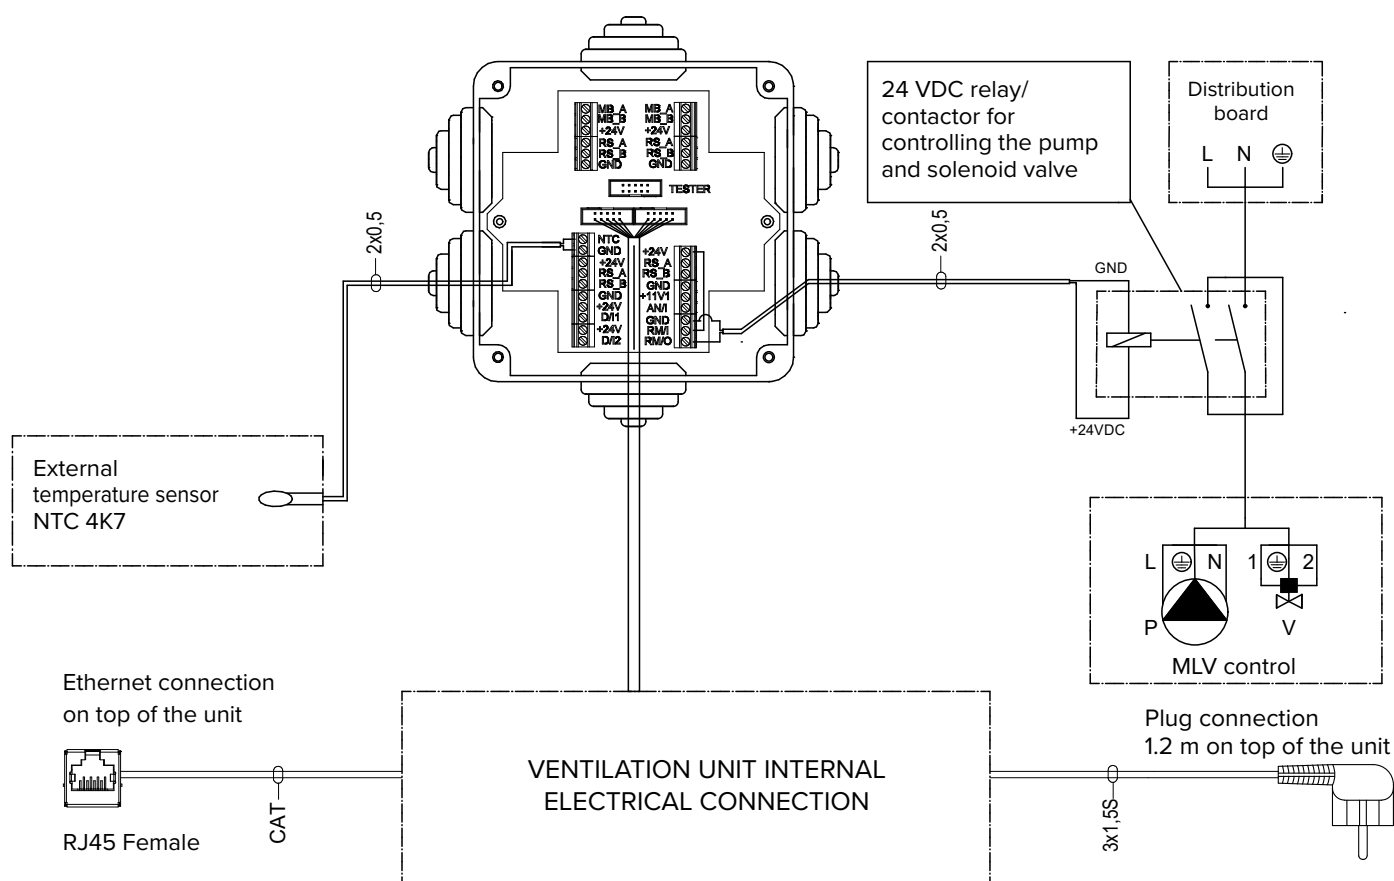 24 VDC relay/
contactor for
controlling the pump
and solenoid valve
Distribution
board
L N
MB_A
MB_B
+24V
RS_A
RS_B
GND
MB_A
MB_B
+24V
RS_A
RS_B
GND
TESTER
NTC
GND
+24V
RS_A
RS_B
GND
+24V
D/I1
+24V
D/I2
+24V
RS_A
RS_B
GND
+11V1
AN/I
GND
RM/I
RM/O
2x0,5
2x0,5
GND
+24VDC
External
temperature sensor
NTC 4K7
L N 1 2
P V
MLV control
Ethernet connection
on top of the unit
CAT
RJ45 Female
VENTILATION UNIT INTERNAL
ELECTRICAL CONNECTION
Plug connection
1.2 m on top of the unit
3x1,5S